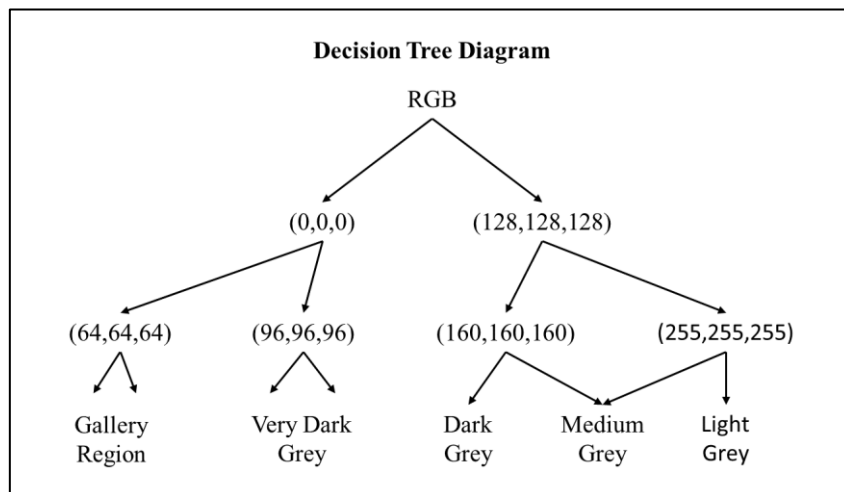 Decision Tree Diagram
RGB
(0,0,0)
(128,128,128)
(64,64,64)
(96,96,96)
(160,160,160)
(255,255,255)
Gallery
Region
Very Dark
Grey
Dark
Grey
Medium
Grey
Light
Grey